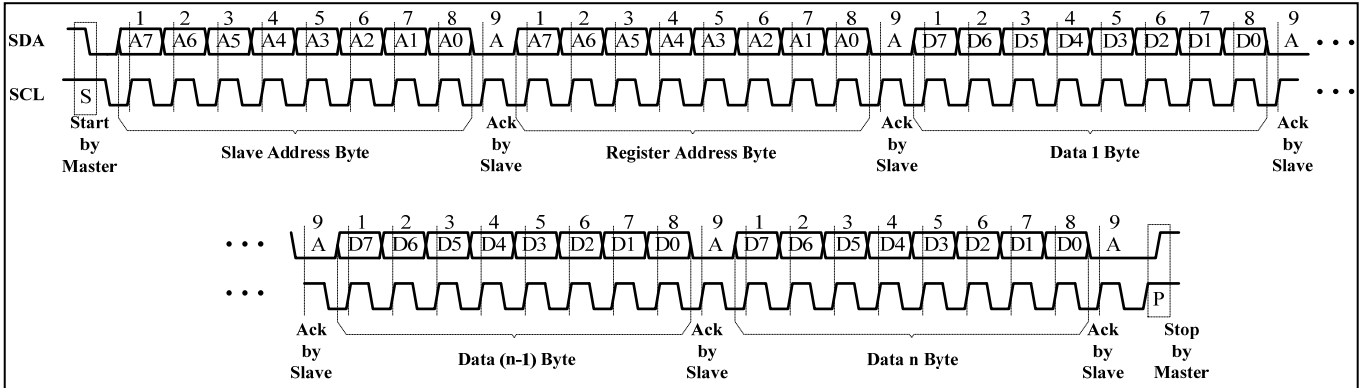 1 2 3 4 5 6 7 8 9 1 2 3 4 5 6 7 8 9 1 2 3 4 5 6 7 8 9
SDA A7 A6 A5 A4 A3 A2 A1 A0 A A7 A6 A5 A4 A3 A2 A1 A0 A D7 D6 D5 D4 D3 D2 D1 D0 A • • •
SCL S • • •
Start by Master
Slave Address Byte
Ack by Slave
Register Address Byte
Ack by Slave
Data 1 Byte
Ack by Slave
9 1 2 3 4 5 6 7 8 9 1 2 3 4 5 6 7 8 9
• • • A D7 D6 D5 D4 D3 D2 D1 D0 A D7 D6 D5 D4 D3 D2 D1 D0 A
• • • P
Ack by Slave
Data (n-1) Byte
Ack by Slave
Data n Byte
Ack by Slave
Stop by Master